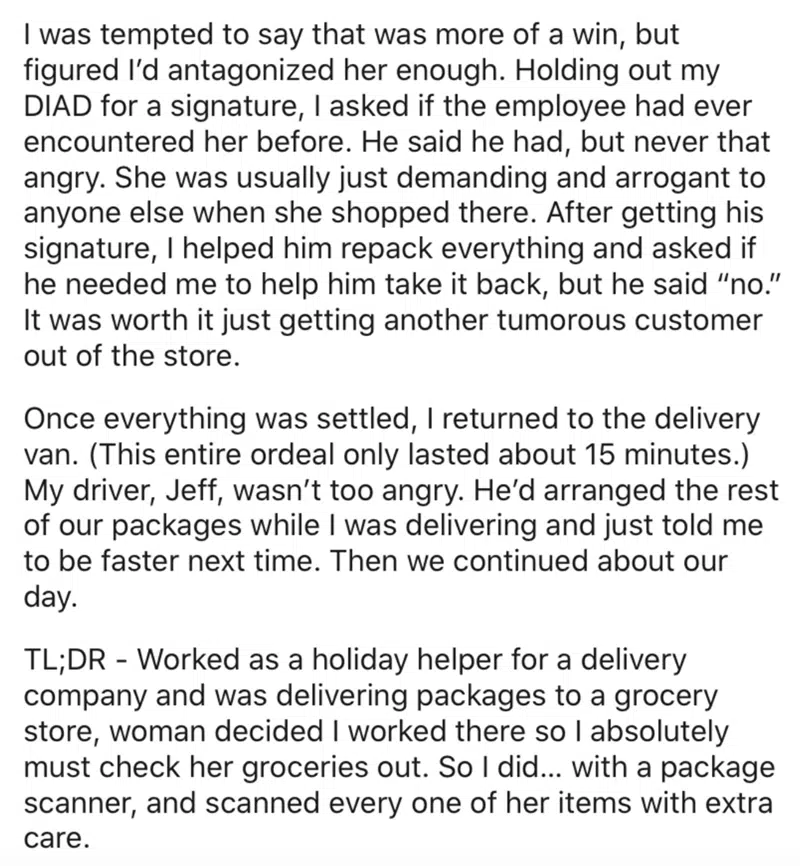 I was tempted to say that was more of a win, but
figured I’d antagonized her enough. Holding out my
DIAD for a signature, I asked if the employee had ever
encountered her before. He said he had, but never that
angry. She was usually just demanding and arrogant to
anyone else when she shopped there. After getting his
signature, I helped him repack everything and asked if
he needed me to help him take it back, but he said “no.”
It was worth it just getting another tumorous customer
out of the store.
Once everything was settled, I returned to the delivery
van. (This entire ordeal only lasted about 15 minutes.)
My driver, Jeff, wasn’t too angry. He’d arranged the rest
of our packages while I was delivering and just told me
to be faster next time. Then we continued about our
day.
TL;DR - Worked as a holiday helper for a delivery
company and was delivering packages to a grocery
store, woman decided I worked there so I absolutely
must check her groceries out. So I did... with a package
scanner, and scanned every one of her items with extra
care.